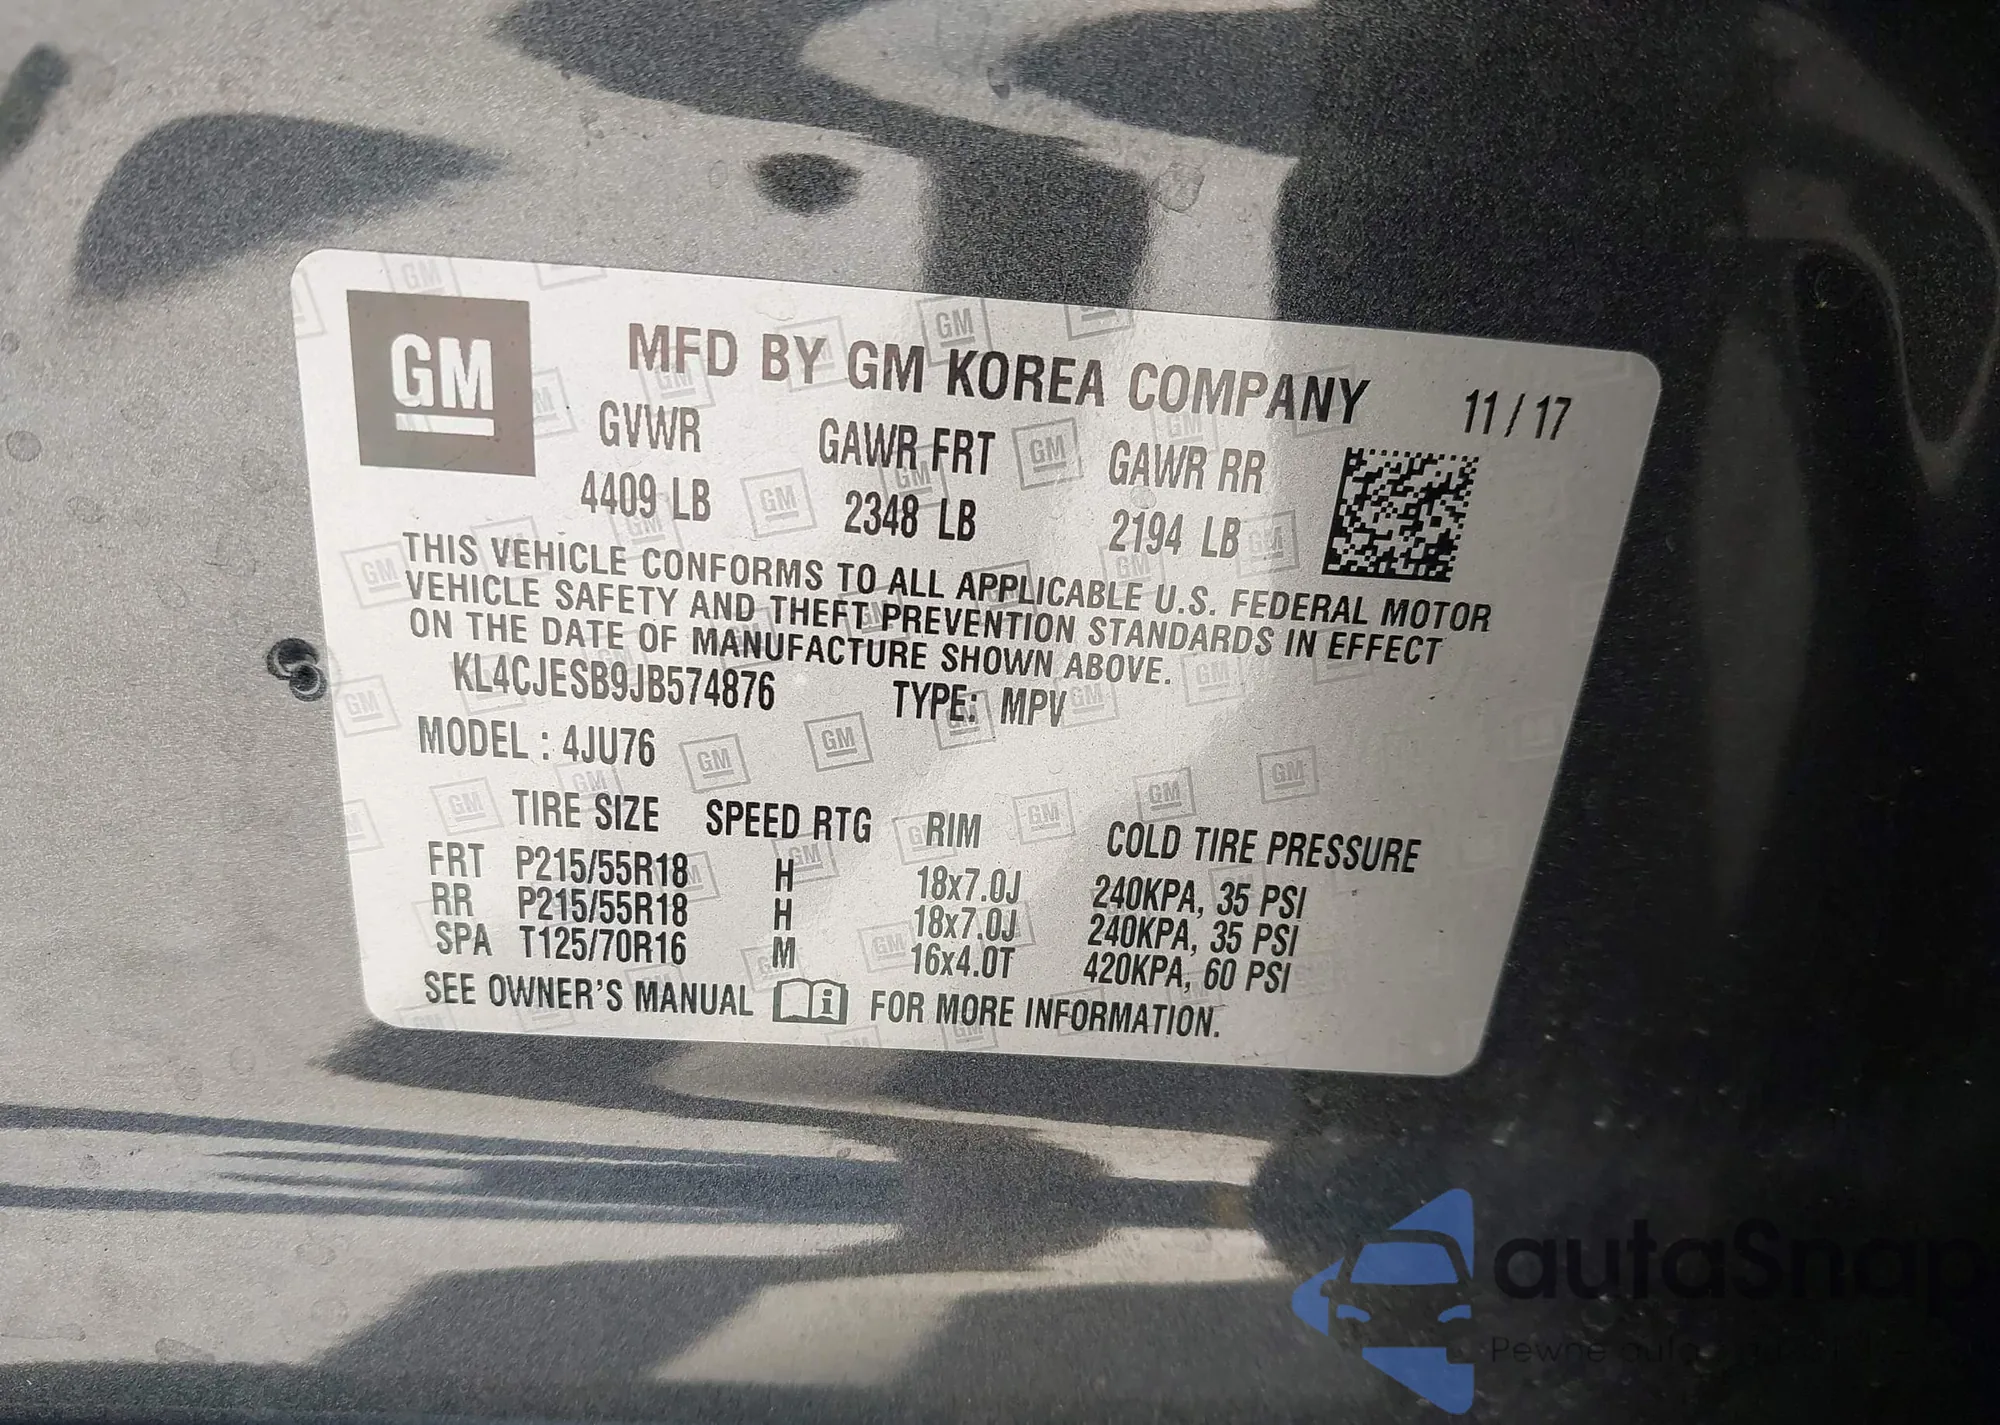 GM
MFD BY GM KOREA COMPANY 11/17
GVWR GAWR FRT GAWR RR
4409 LB 2348 LB 2194 LB
THIS VEHICLE CONFORMS TO ALL APPLICABLE U.S. FEDERAL MOTOR
VEHICLE SAFETY AND THEFT PREVENTION STANDARDS IN EFFECT
ON THE DATE OF MANUFACTURE SHOWN ABOVE.
KL4CJESB9JB574876 TYPE: MPV
MODEL : 4JU76
TIRE SIZE SPEED RTG RIM COLD TIRE PRESSURE
FRT P215/55R18 H 18x7.0J 240KPA, 35 PSI
RR P215/55R18 H 18x7.0J 240KPA, 35 PSI
SPA T125/70R16 M 16x4.0T 420KPA, 60 PSI
SEE OWNER'S MANUAL FOR MORE INFORMATION.
autaSnap
Pewne auta